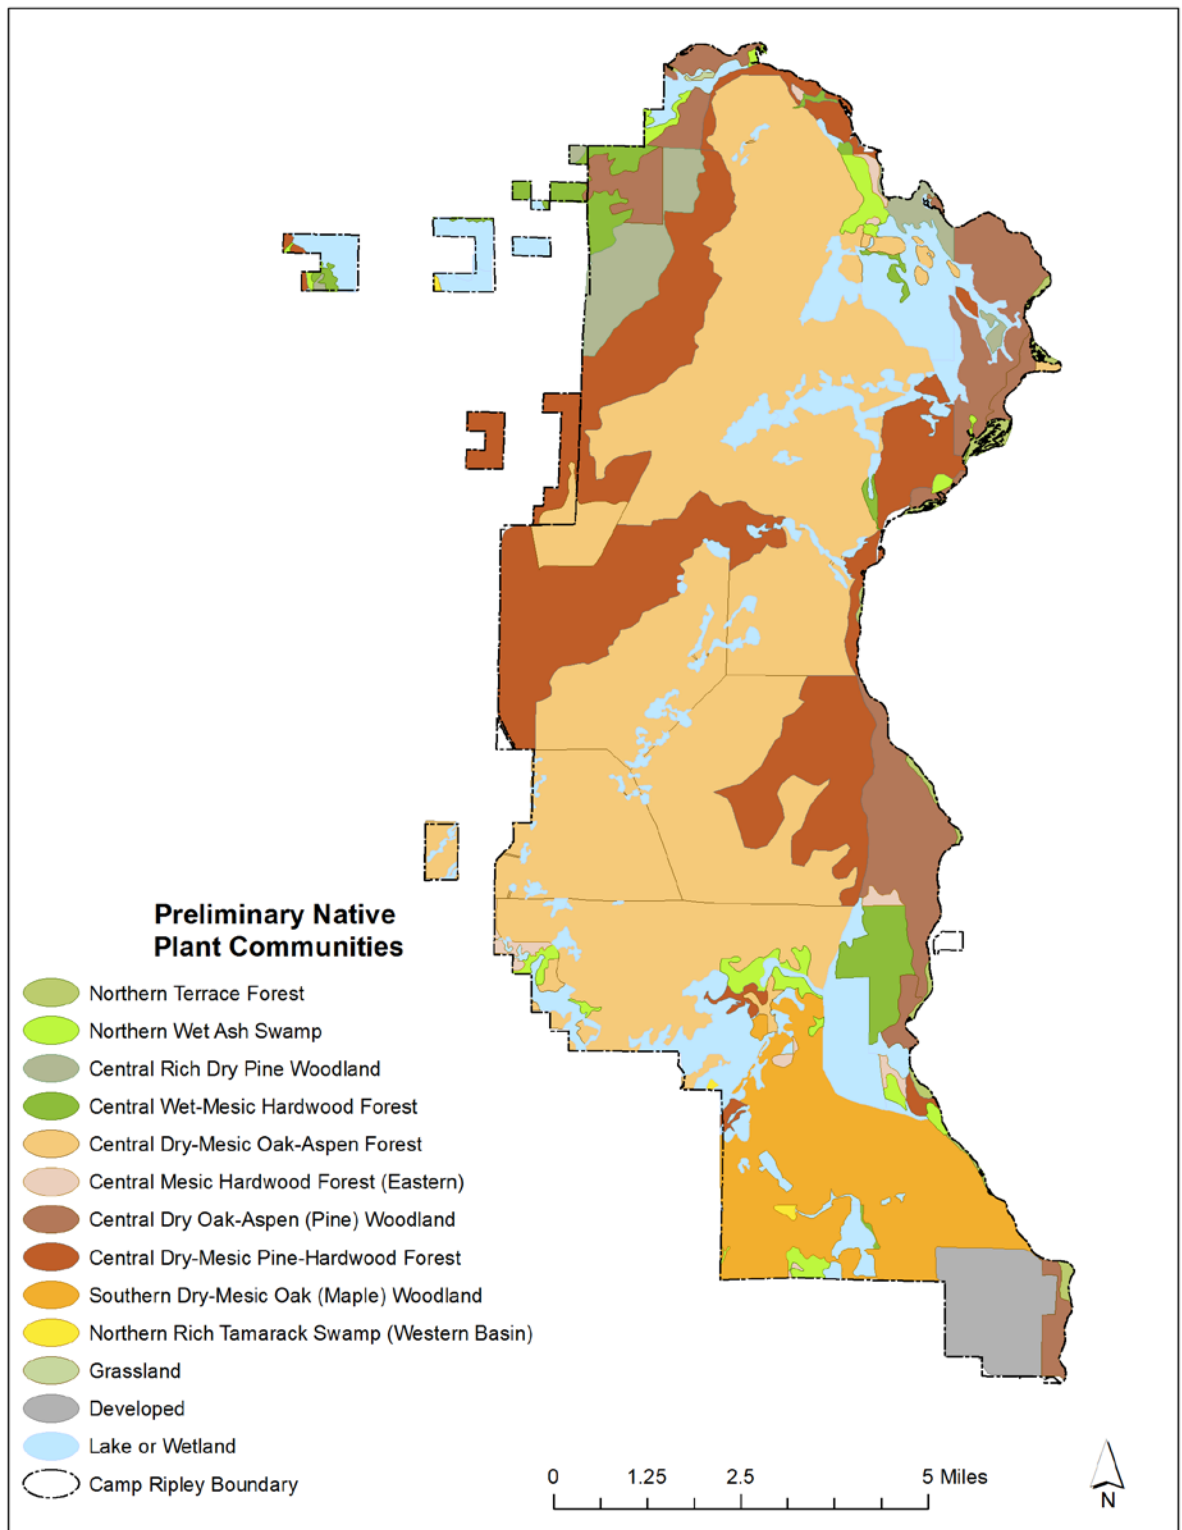 Preliminary Native
Plant Communities
Northern Terrace Forest
Northern Wet Ash Swamp
Central Rich Dry Pine Woodland
Central Wet-Mesic Hardwood Forest
Central Dry-Mesic Oak-Aspen Forest
Central Mesic Hardwood Forest (Eastern)
Central Dry Oak-Aspen (Pine) Woodland
Central Dry-Mesic Pine-Hardwood Forest
Southern Dry-Mesic Oak (Maple) Woodland
Northern Rich Tamarack Swamp (Western Basin)
Grassland
Developed
Lake or Wetland
Camp Ripley Boundary
0 1.25 2.5 5 Miles
N